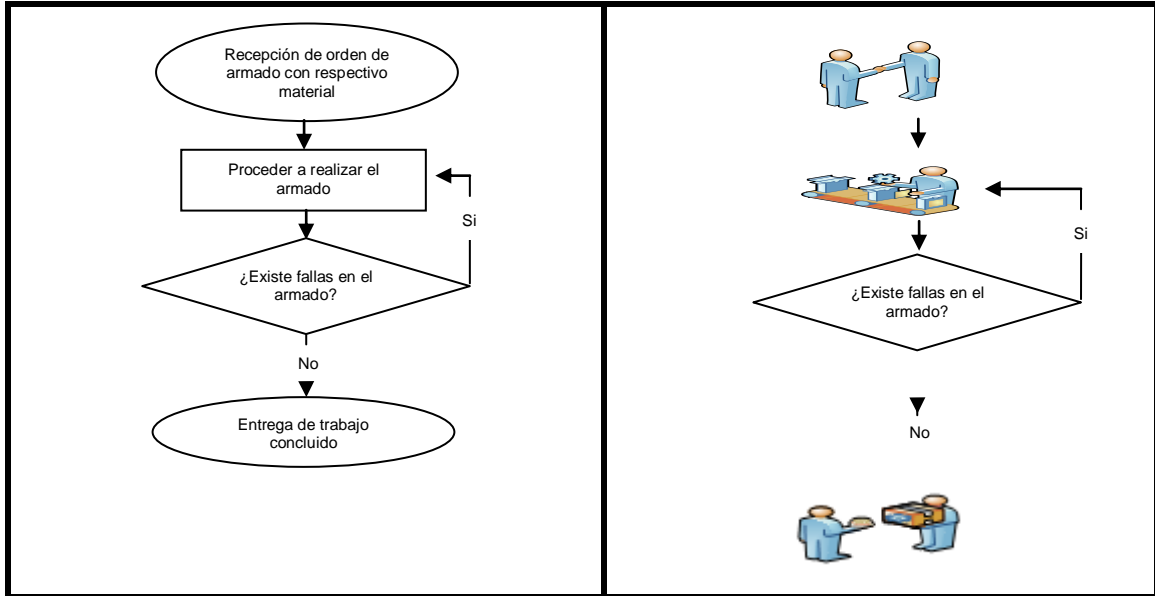 Recepción de orden de
armado con respectivo
material
Proceder a realizar el
armado
Si
¿Existe fallas en el
armado?
No
Entrega de trabajo
concluido
Si
¿Existe fallas en el
armado?
No